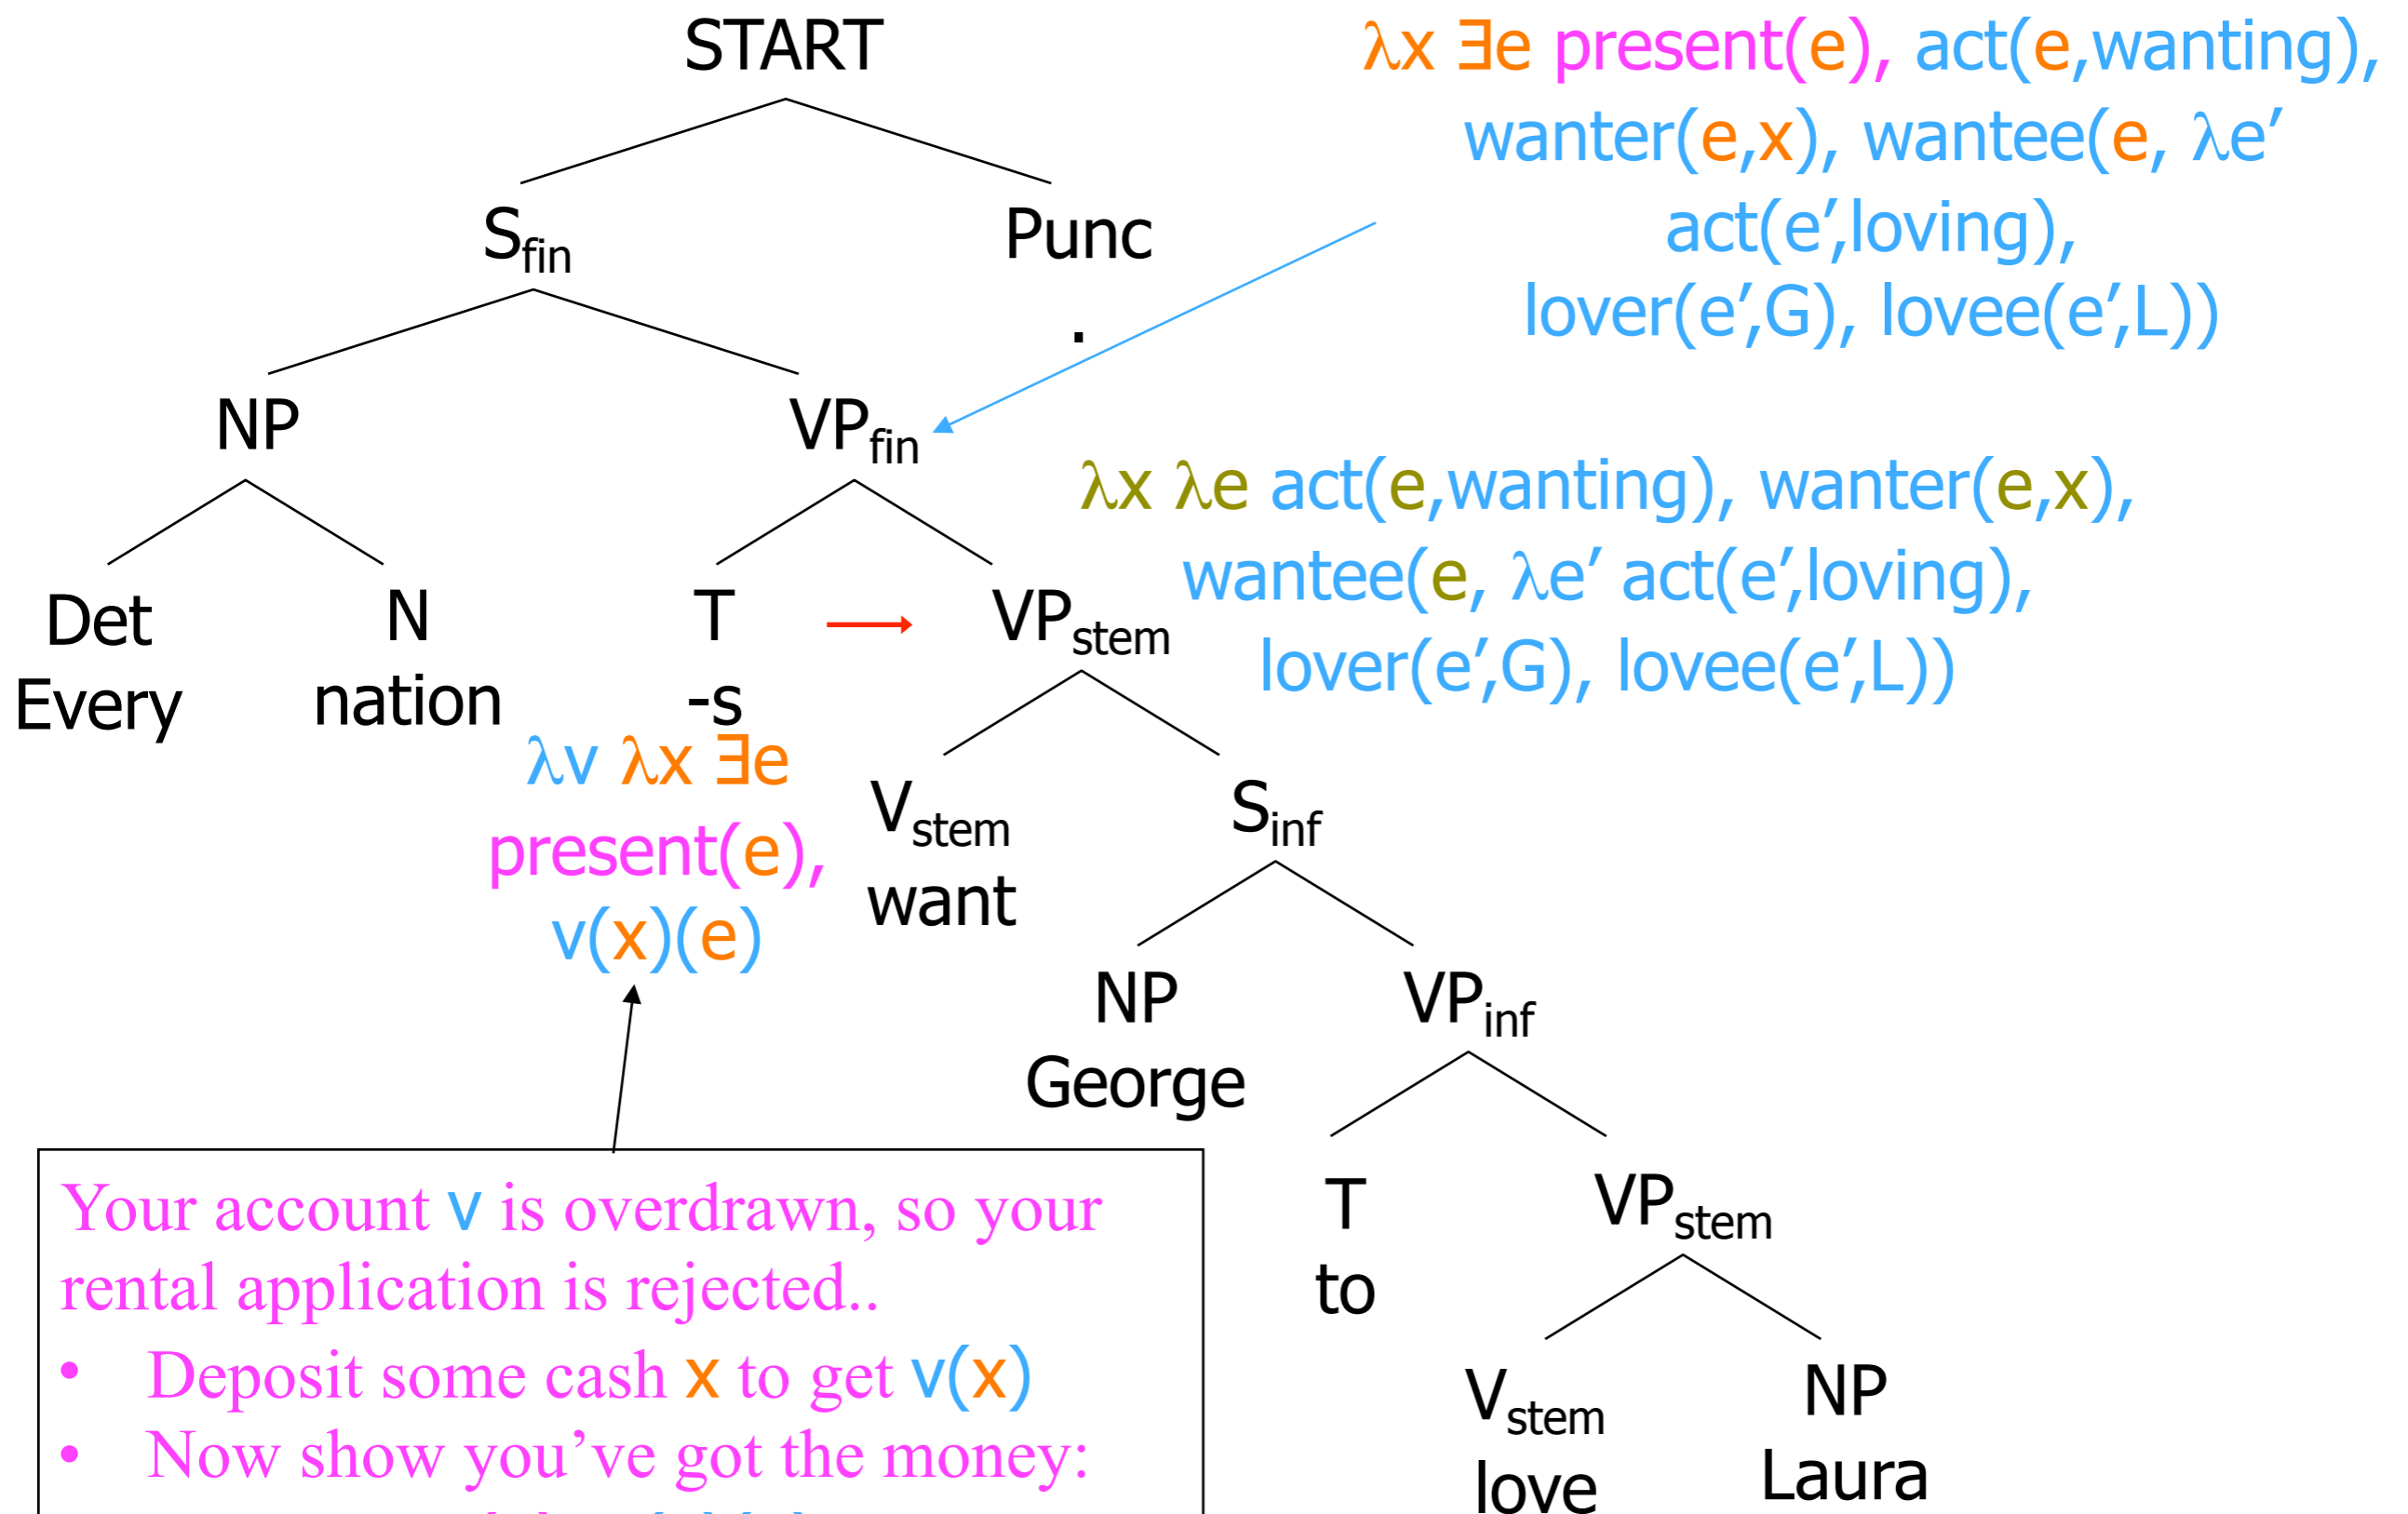 START
λx ∃e present(e), act(e,wanting),
wanter(e,x), wantee(e, λe′
act(e′,loving),
lover(e′,G), lovee(e′,L))
Sfin
Punc
.
NP
VPfin
λx λe act(e,wanting), wanter(e,x),
wantee(e, λe′ act(e′,loving),
lover(e′,G), lovee(e′,L))
Det
Every
N
nation
T
-s
VPstem
λv λx ∃e
present(e),
v(x)(e)
Vstem
want
Sinf
NP
George
VPinf
T
to
VPstem
Vstem
love
NP
Laura
Your account v is overdrawn, so your
rental application is rejected..
• Deposit some cash x to get v(x)
• Now show you’ve got the money: